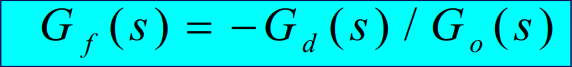 G_f(s) = -G_d(s) / G_o(s)